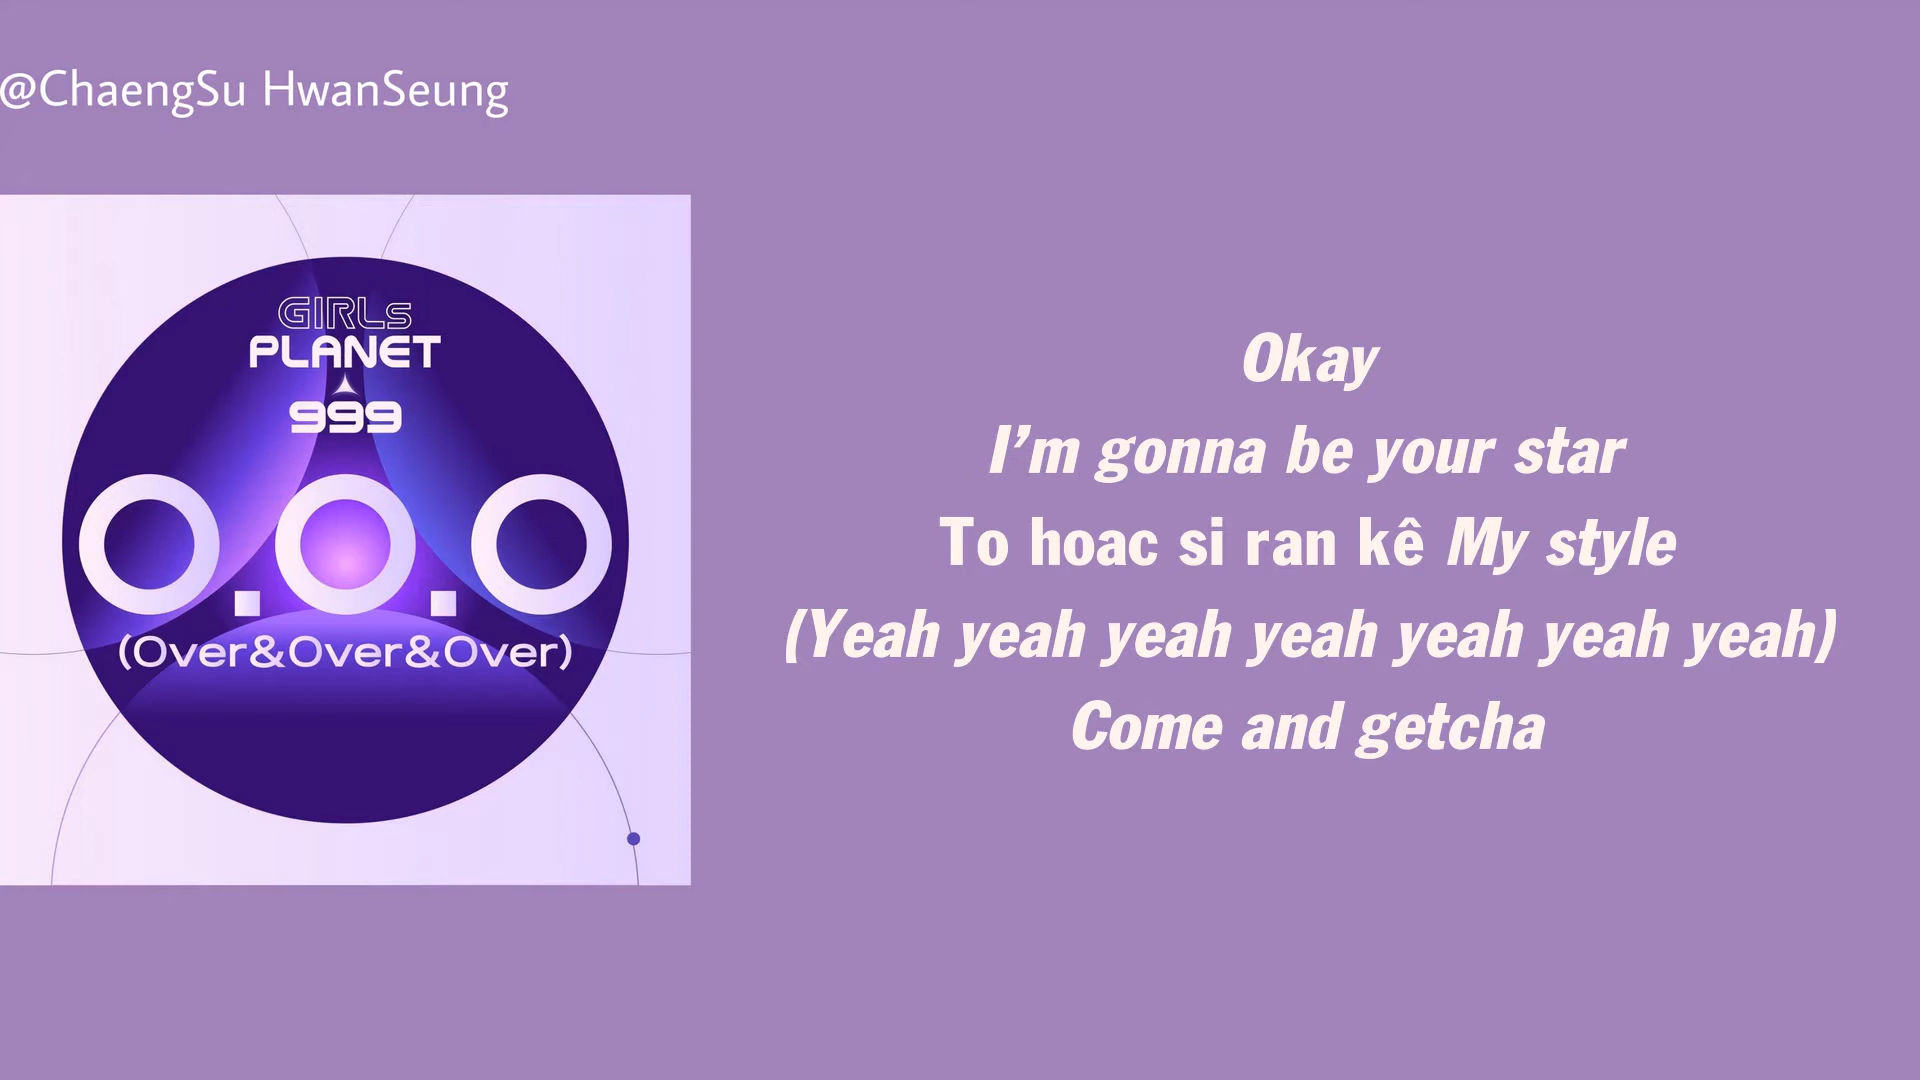 @ChaengSu HwanSeung
GIRLs
PLANET
999
O.O.O
(Over&Over&Over)
Okay
I’m gonna be your star
To hoac si ran kê My style
(Yeah yeah yeah yeah yeah yeah yeah)
Come and getcha